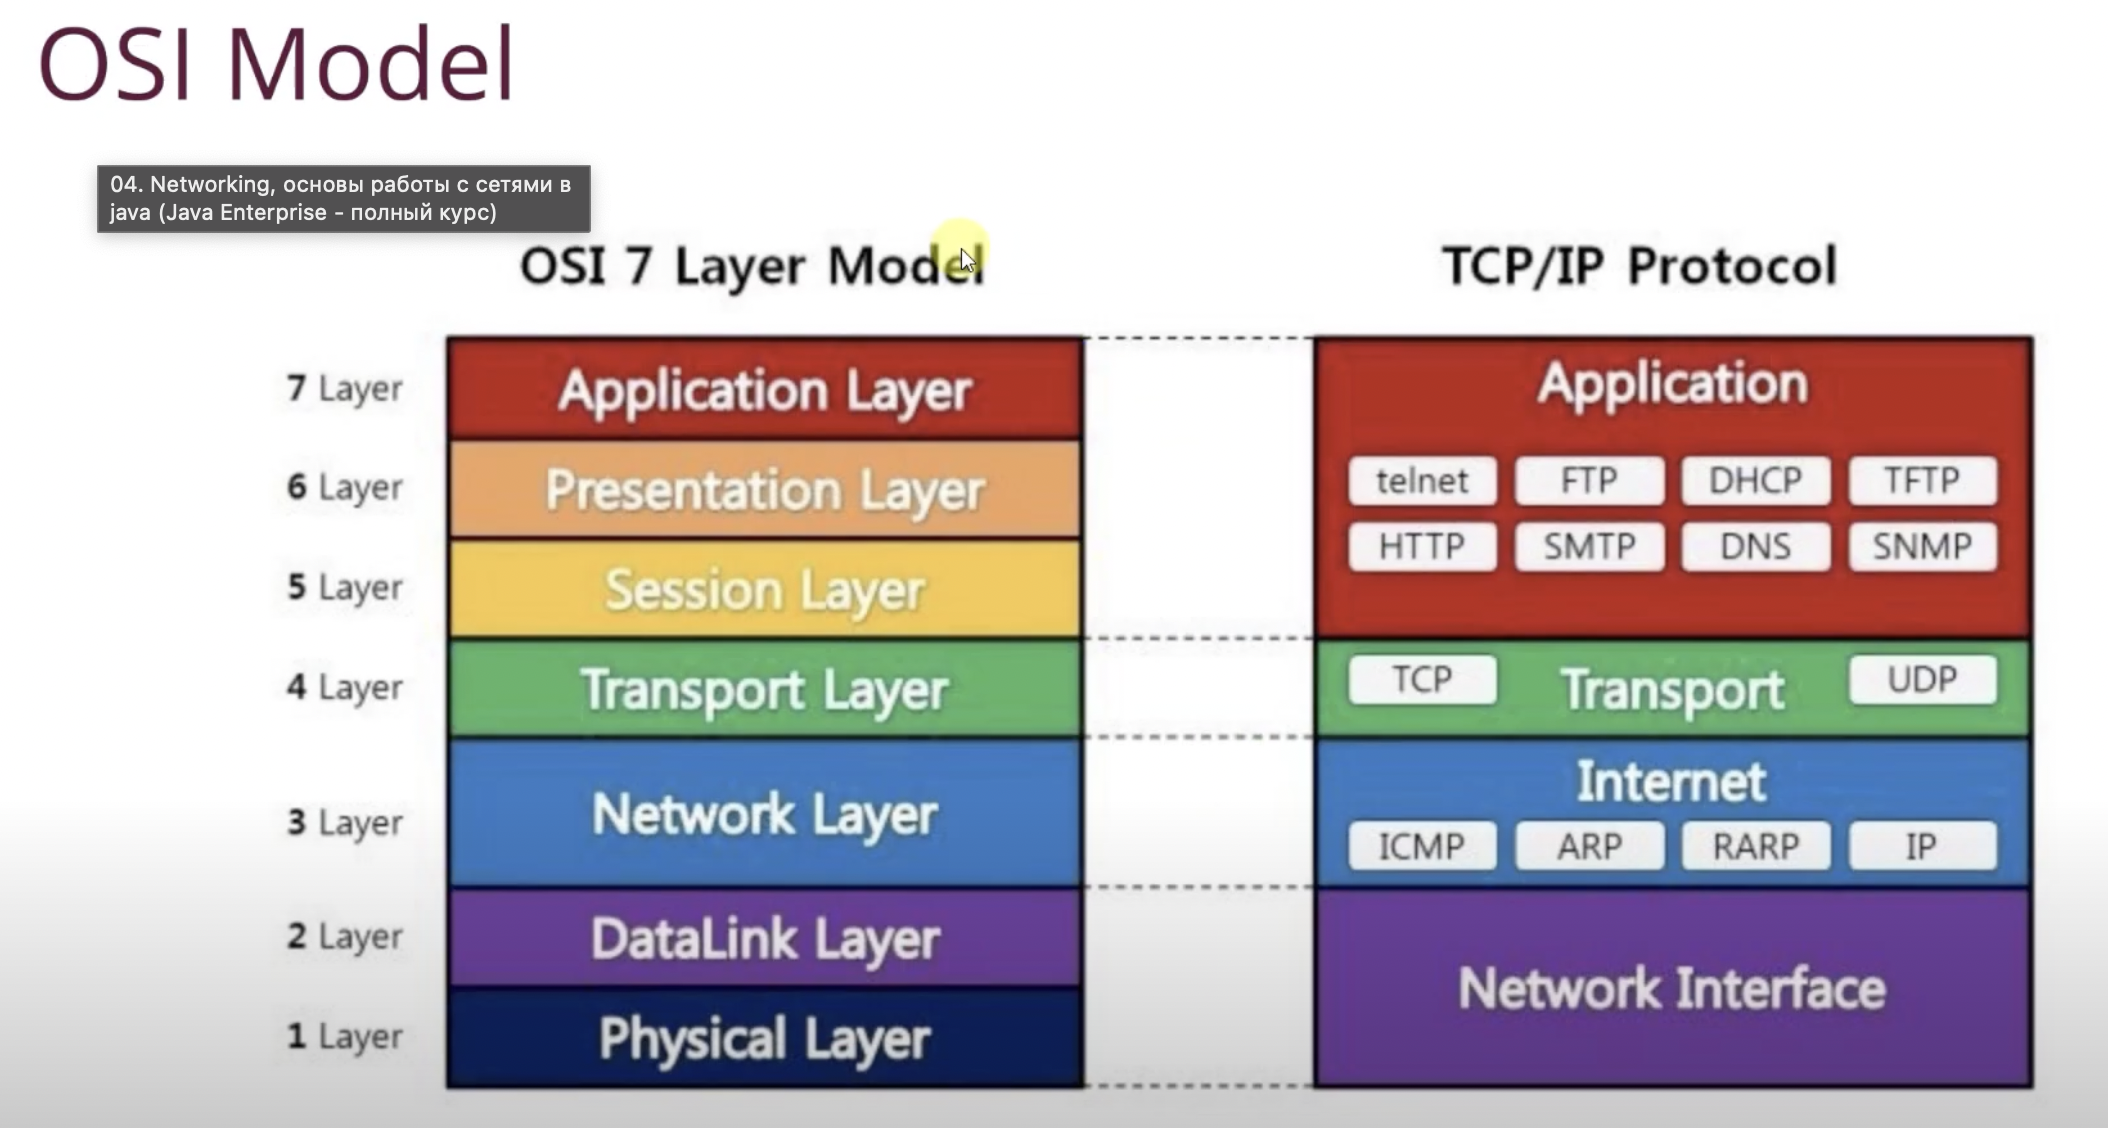 OSI Model
04. Networking, основы работы с сетями в
java (Java Enterprise - полный курс)
OSI 7 Layer Model
TCP/IP Protocol
7 Layer
Application Layer
6 Layer
Presentation Layer
5 Layer
Session Layer
4 Layer
Transport Layer
3 Layer
Network Layer
2 Layer
DataLink Layer
1 Layer
Physical Layer
Application
telnet FTP DHCP TFTP
HTTP SMTP DNS SNMP
TCP Transport UDP
Internet
ICMP ARP RARP IP
Network Interface